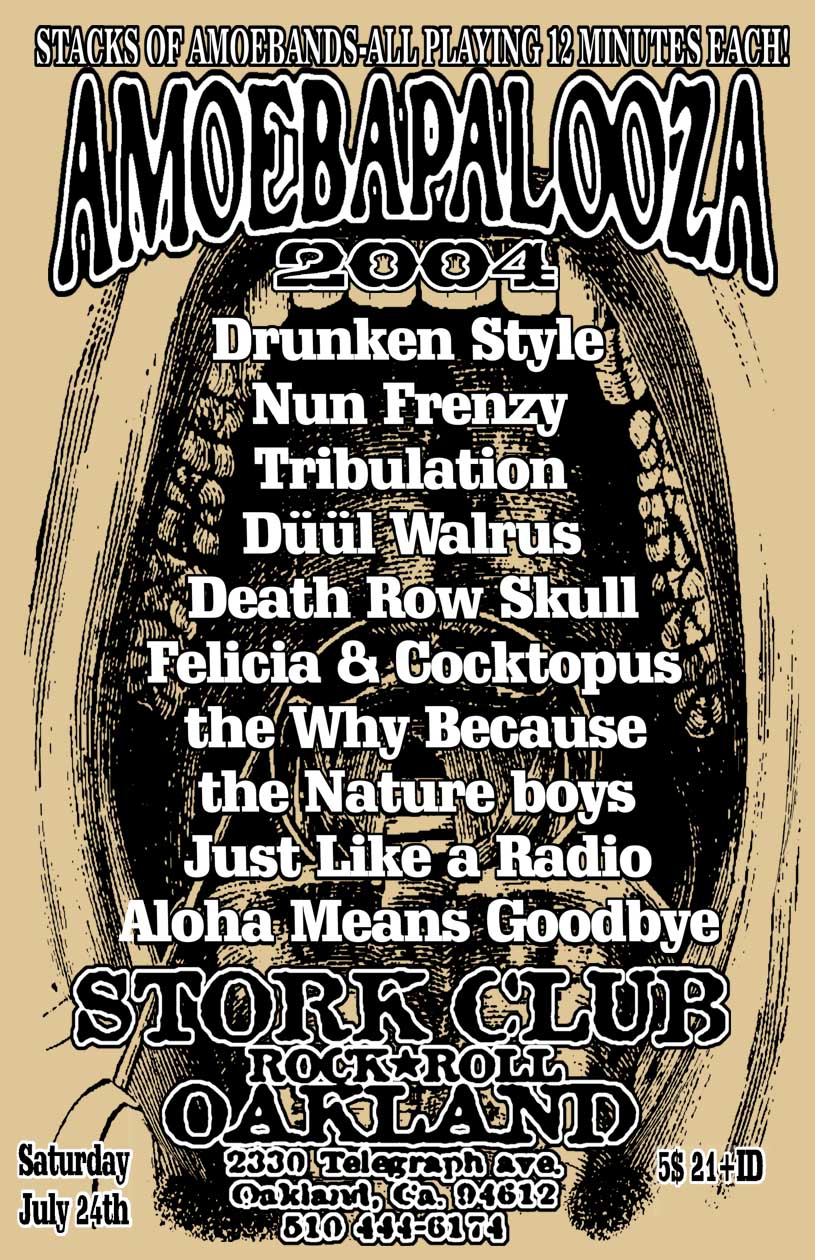 STACKS OF AMOEBANDS-ALL PLAYING 12 MINUTES EACH!
AMOEBAPALOOZA
2004
Drunken Style
Nun Frenzy
Tribulation
Düül Walrus
Death Row Skull
Felicia & Cocktopus
the Why Because
the Nature boys
Just Like a Radio
Aloha Means Goodbye
STORK CLUB
ROCK★ROLL
OAKLAND
2330 Telegraph ave.
Oakland, Ca. 94612
510 444-6174
Saturday
July 24th
5$ 21+ID